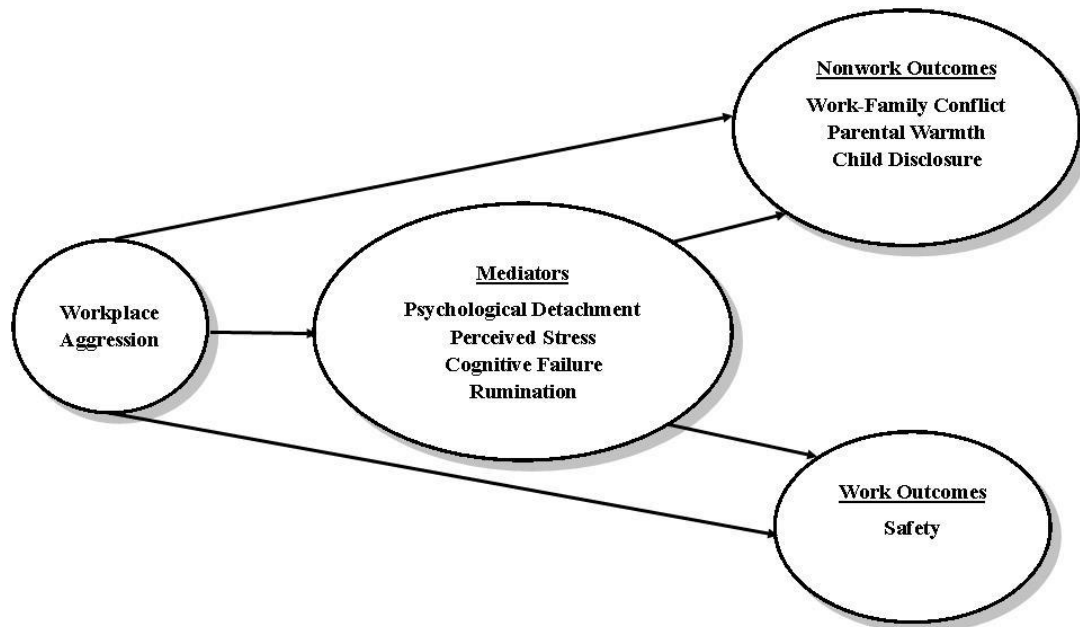 Nonwork Outcomes
Work-Family Conflict
Parental Warmth
Child Disclosure
Mediators
Psychological Detachment
Perceived Stress
Cognitive Failure
Rumination
Workplace
Aggression
Work Outcomes
Safety